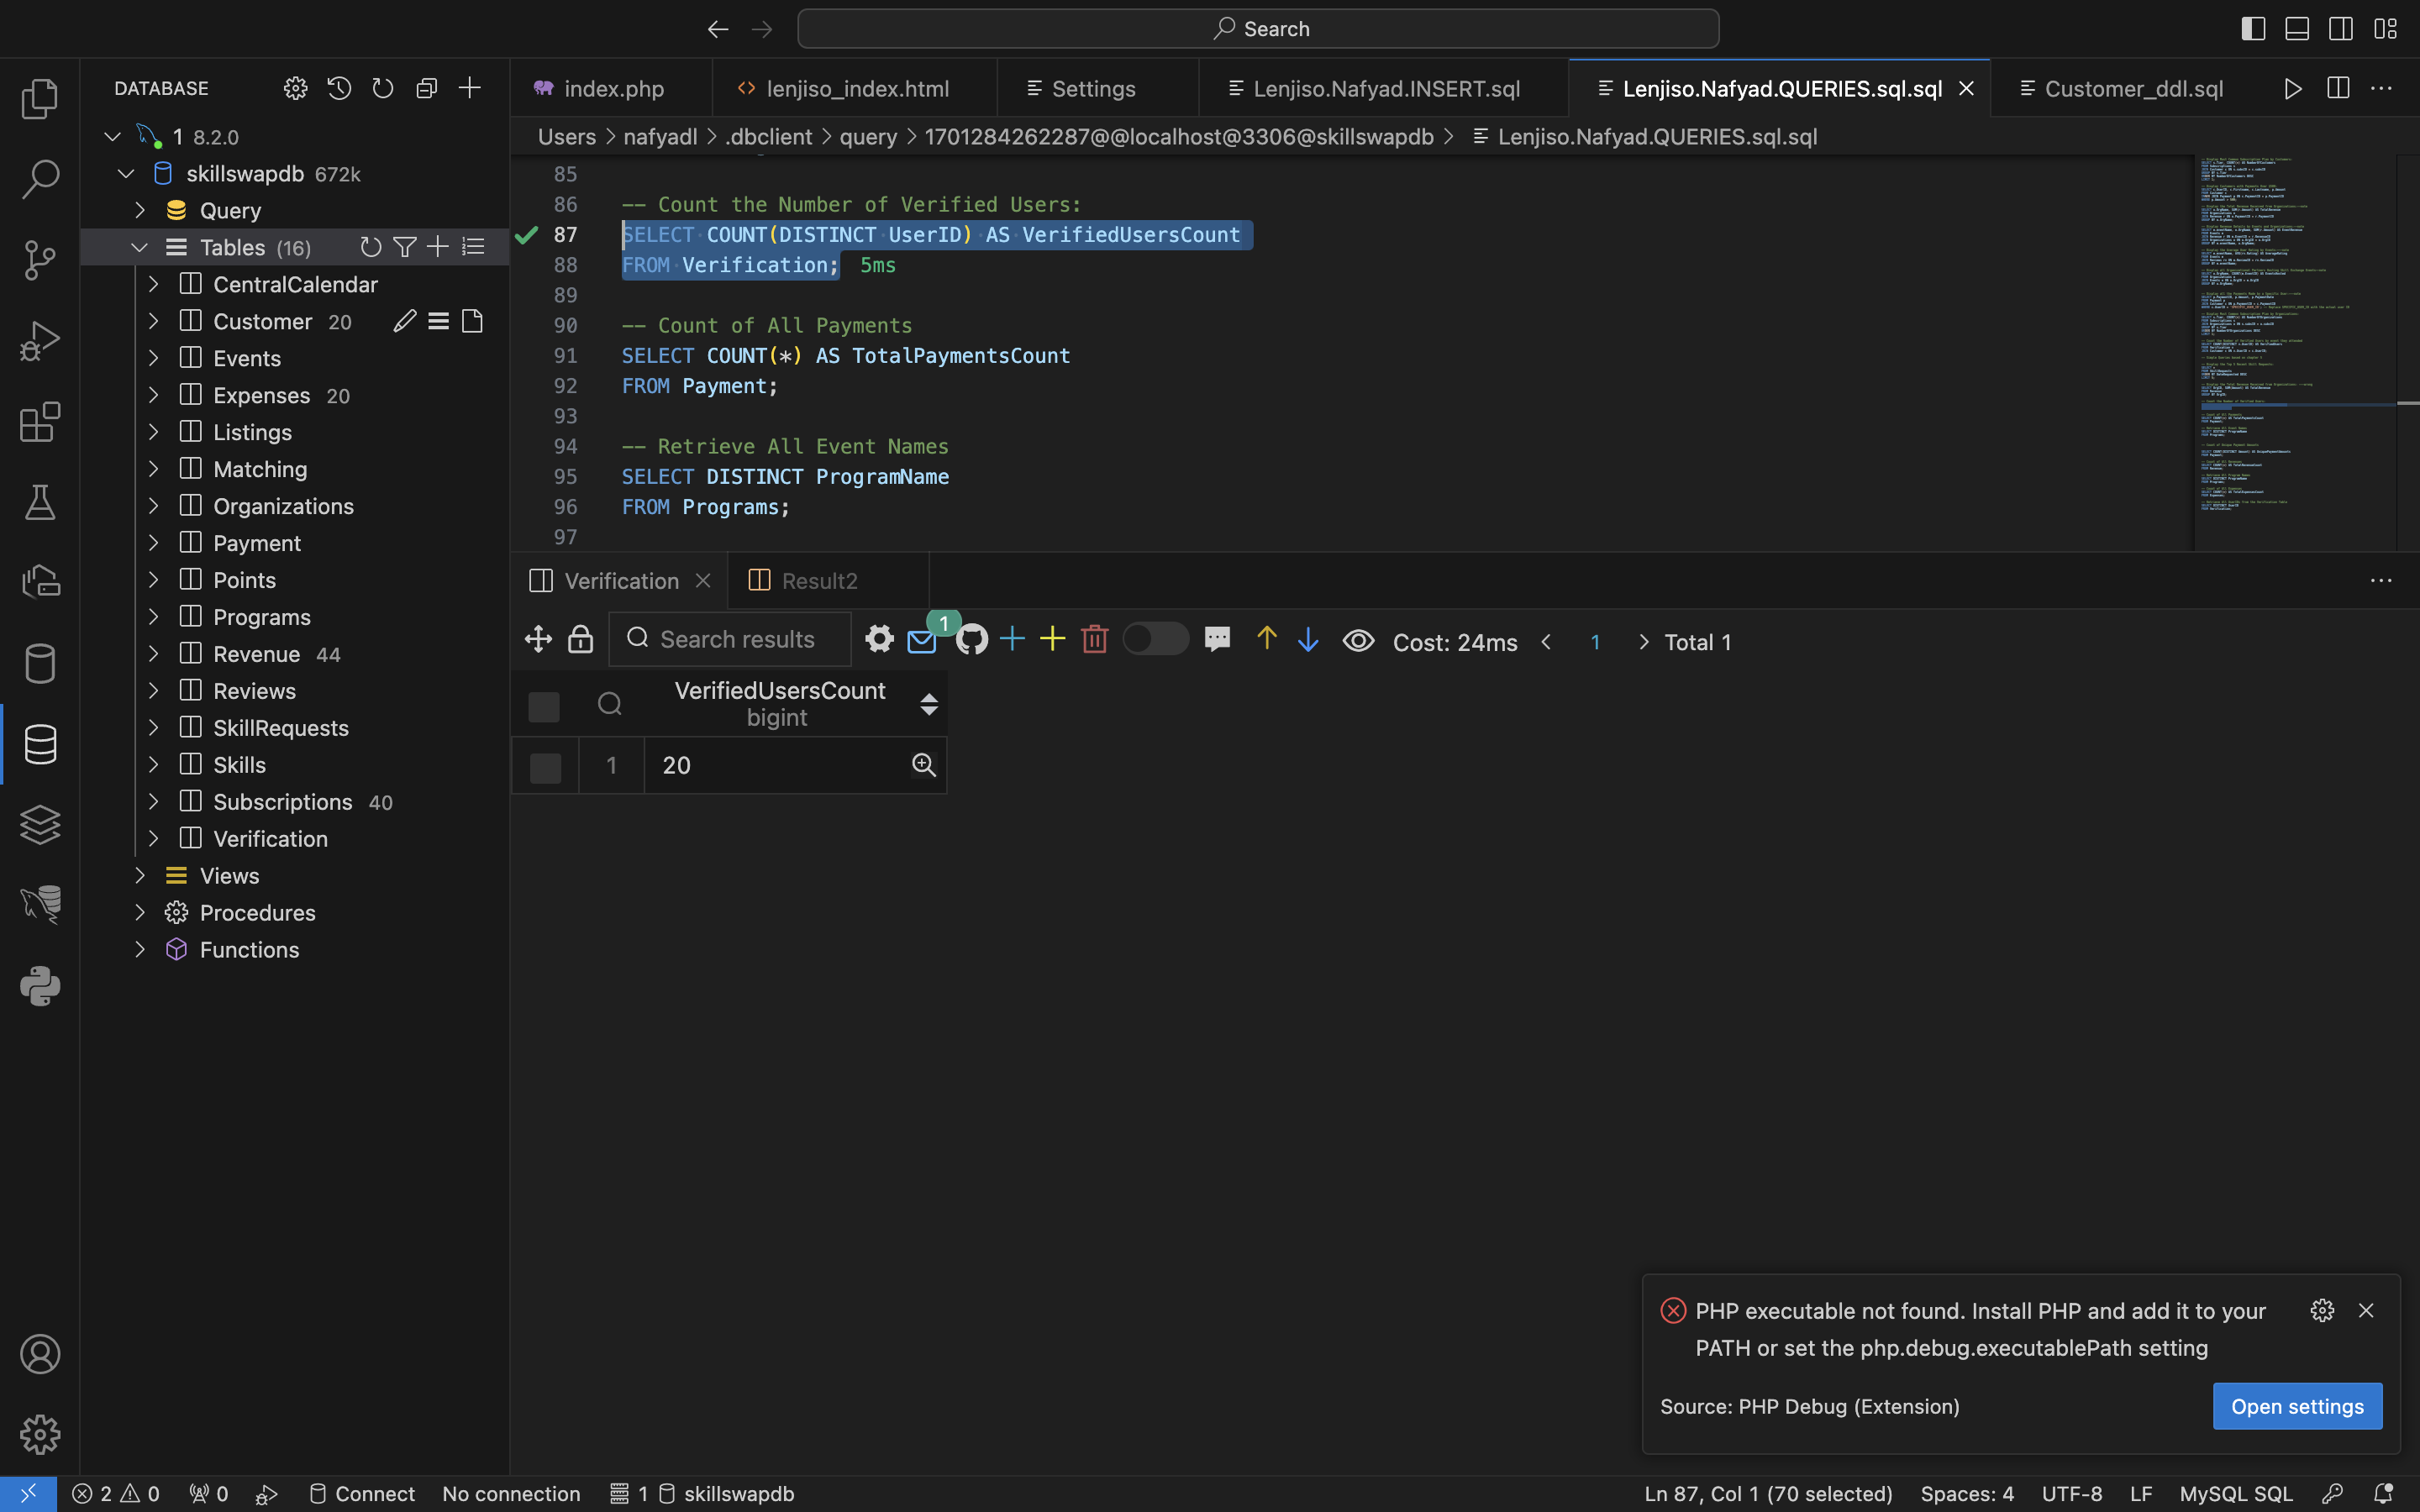 Search
DATABASE
1 8.2.0
skillswapdb 672k
Query
Tables (16)
CentralCalendar
Customer 20
Events
Expenses 20
Listings
Matching
Organizations
Payment
Points
Programs
Revenue 44
Reviews
SkillRequests
Skills
Subscriptions 40
Verification
Views
Procedures
Functions
index.php
lenjiso_index.html
Settings
Lenjiso.Nafyad.INSERT.sql
Lenjiso.Nafyad.QUERIES.sql.sql
Customer_ddl.sql
Users > nafyadl > .dbclient > query > 1701284262287@@localhost@3306@skillswapdb > Lenjiso.Nafyad.QUERIES.sql.sql
85
86 -- Count the Number of Verified Users:
87 SELECT COUNT(DISTINCT UserID) AS VerifiedUsersCount
88 FROM Verification; 5ms
89
90 -- Count of All Payments
91 SELECT COUNT(*) AS TotalPaymentsCount
92 FROM Payment;
93
94 -- Retrieve All Event Names
95 SELECT DISTINCT ProgramName
96 FROM Programs;
97
Verification
Result2
Search results
1
Cost: 24ms < 1 > Total 1
VerifiedUsersCount
bigint
1 20
PHP executable not found. Install PHP and add it to your
PATH or set the php.debug.executablePath setting
Source: PHP Debug (Extension)
Open settings
2 0 0 Connect No connection 1 skillswapdb
Ln 87, Col 1 (70 selected) Spaces: 4 UTF-8 LF MySQL SQL